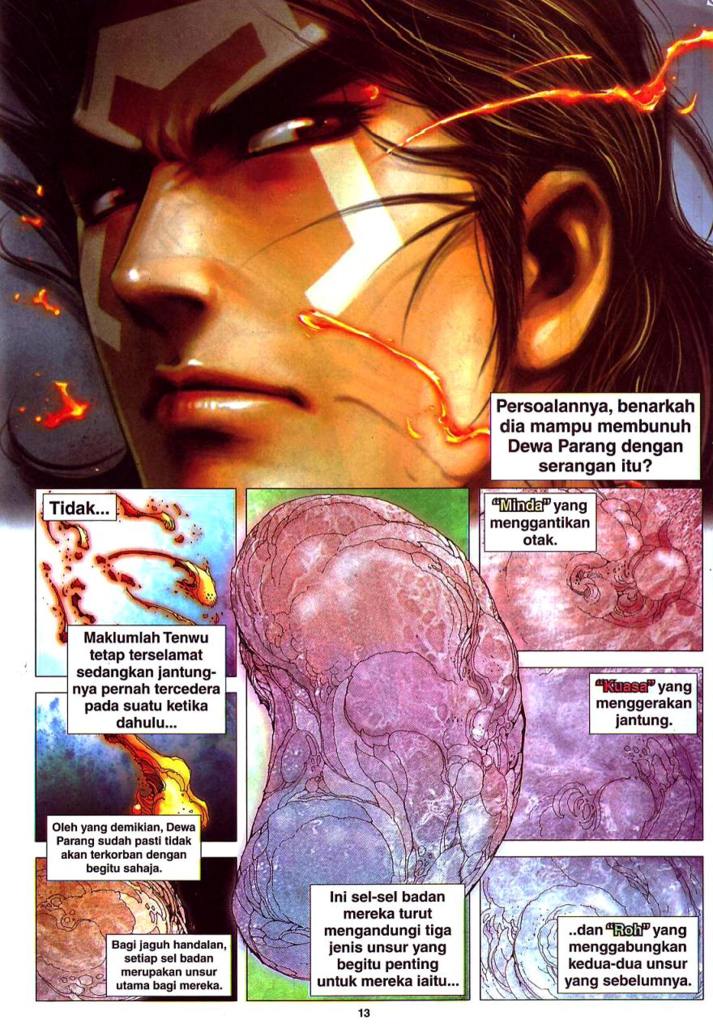 Persoalannya, benarkah
dia mampu membunuh
Dewa Parang dengan
serangan itu?
Tidak...
Maklumlah Tenwu
tetap terselamat
sedangkan jantung-
nya pernah tercedera
pada suatu ketika
dahulu...
Oleh yang demikian, Dewa
Parang sudah pasti tidak
akan terkorban dengan
begitu sahaja.
Bagi jaguh handalan,
setiap sel badan
merupakan unsur
utama bagi mereka.
Ini sel-sel badan
mereka turut
mengandungi tiga
jenis unsur yang
begitu penting
untuk mereka iaitu...
“Minda” yang
menggantikan
otak.
“Kuasa” yang
menggerakan
jantung.
..dan “Roh” yang
menggabungkan
kedua-dua unsur
yang sebelumnya.
13